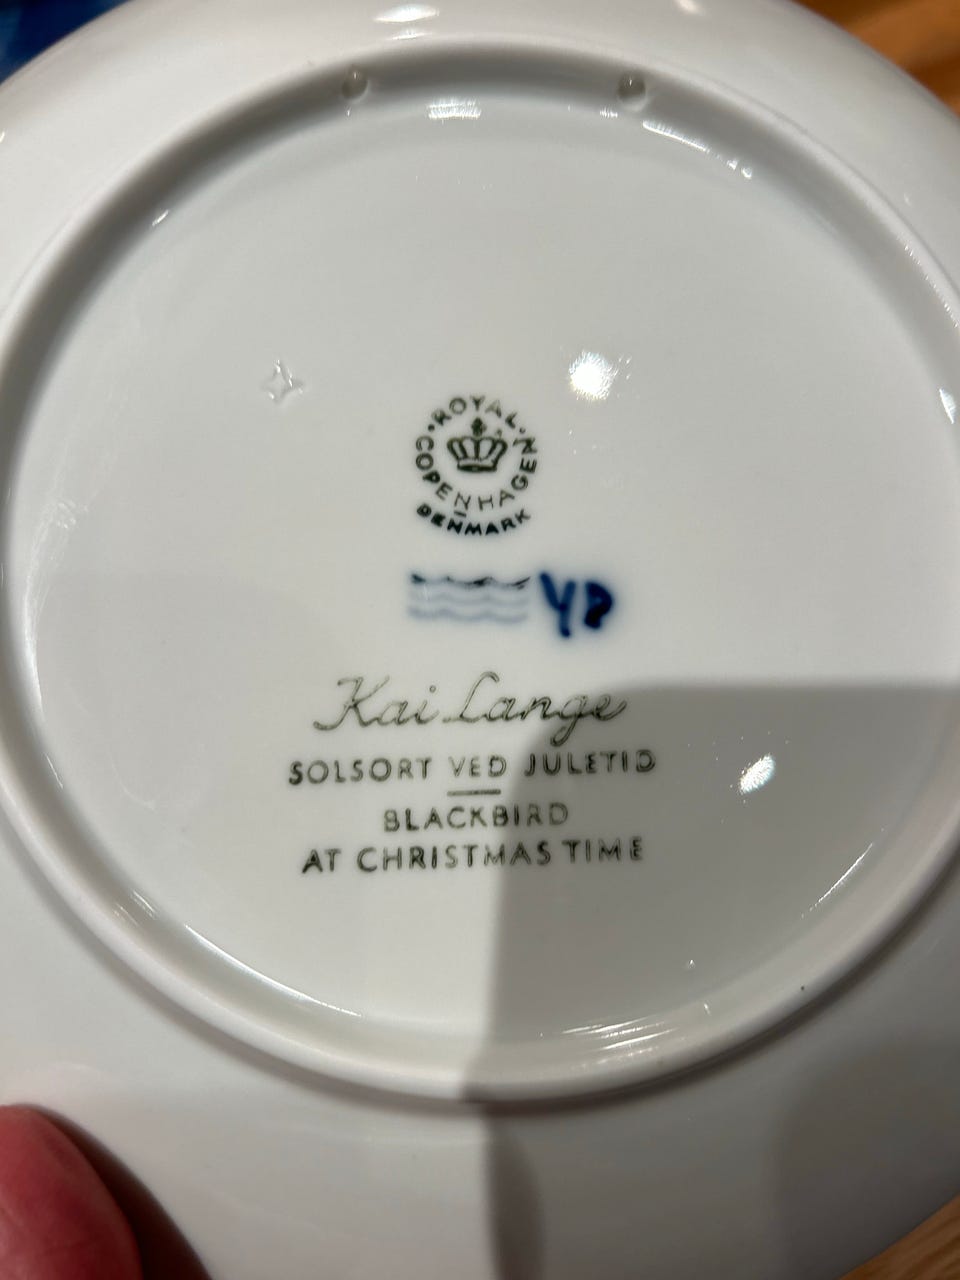 ROYAL COPENHAGEN
DENMARK
Kai Lange
SOLSORT VED JULETID
BLACKBIRD
AT CHRISTMAS TIME